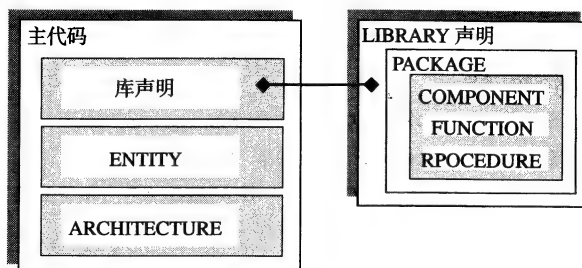 主代码
库声明
ENTITY
ARCHITECTURE
LIBRARY 声明
PACKAGE
COMPONENT
FUNCTION
RPOCEDURE